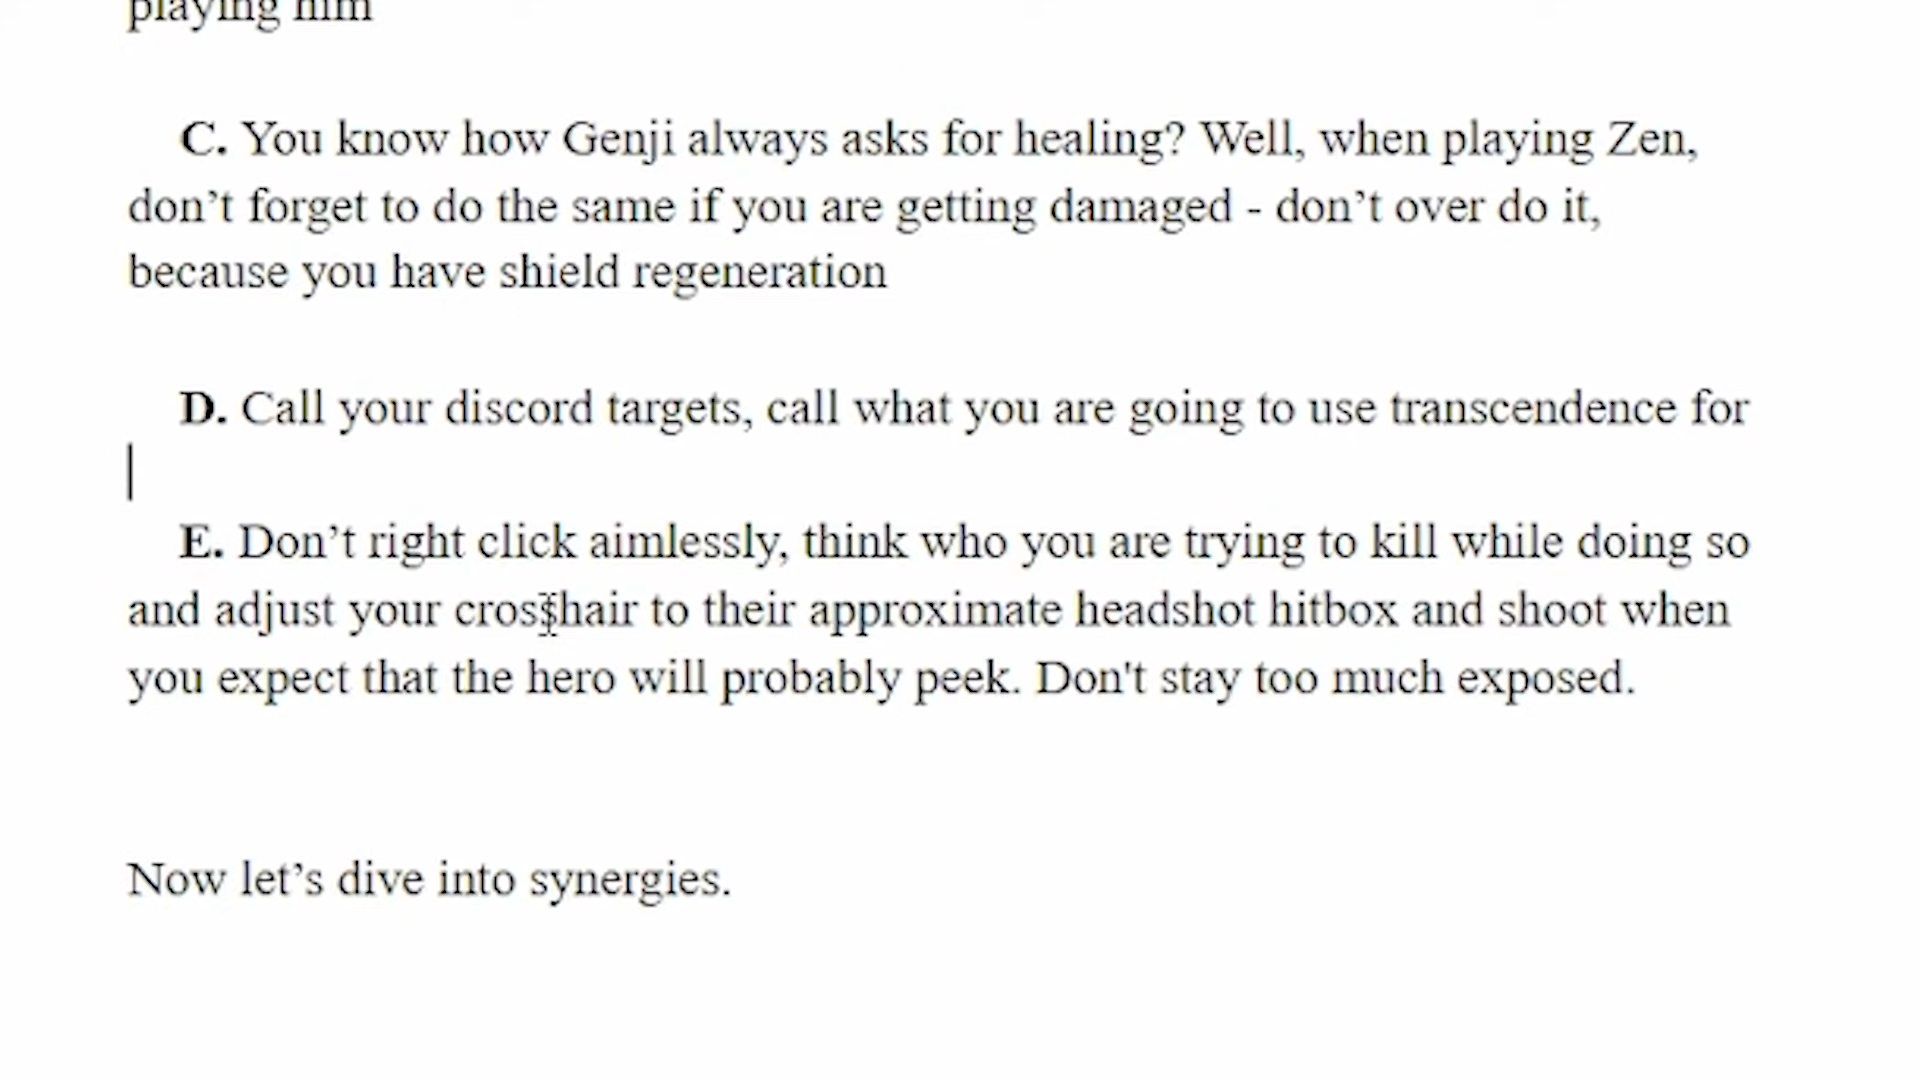 playing him
C. You know how Genji always asks for healing? Well, when playing Zen,
don’t forget to do the same if you are getting damaged - don’t over do it,
because you have shield regeneration
D. Call your discord targets, call what you are going to use transcendence for
E. Don’t right click aimlessly, think who you are trying to kill while doing so
and adjust your crosshair to their approximate headshot hitbox and shoot when
you expect that the hero will probably peek. Don't stay too much exposed.
Now let’s dive into synergies.